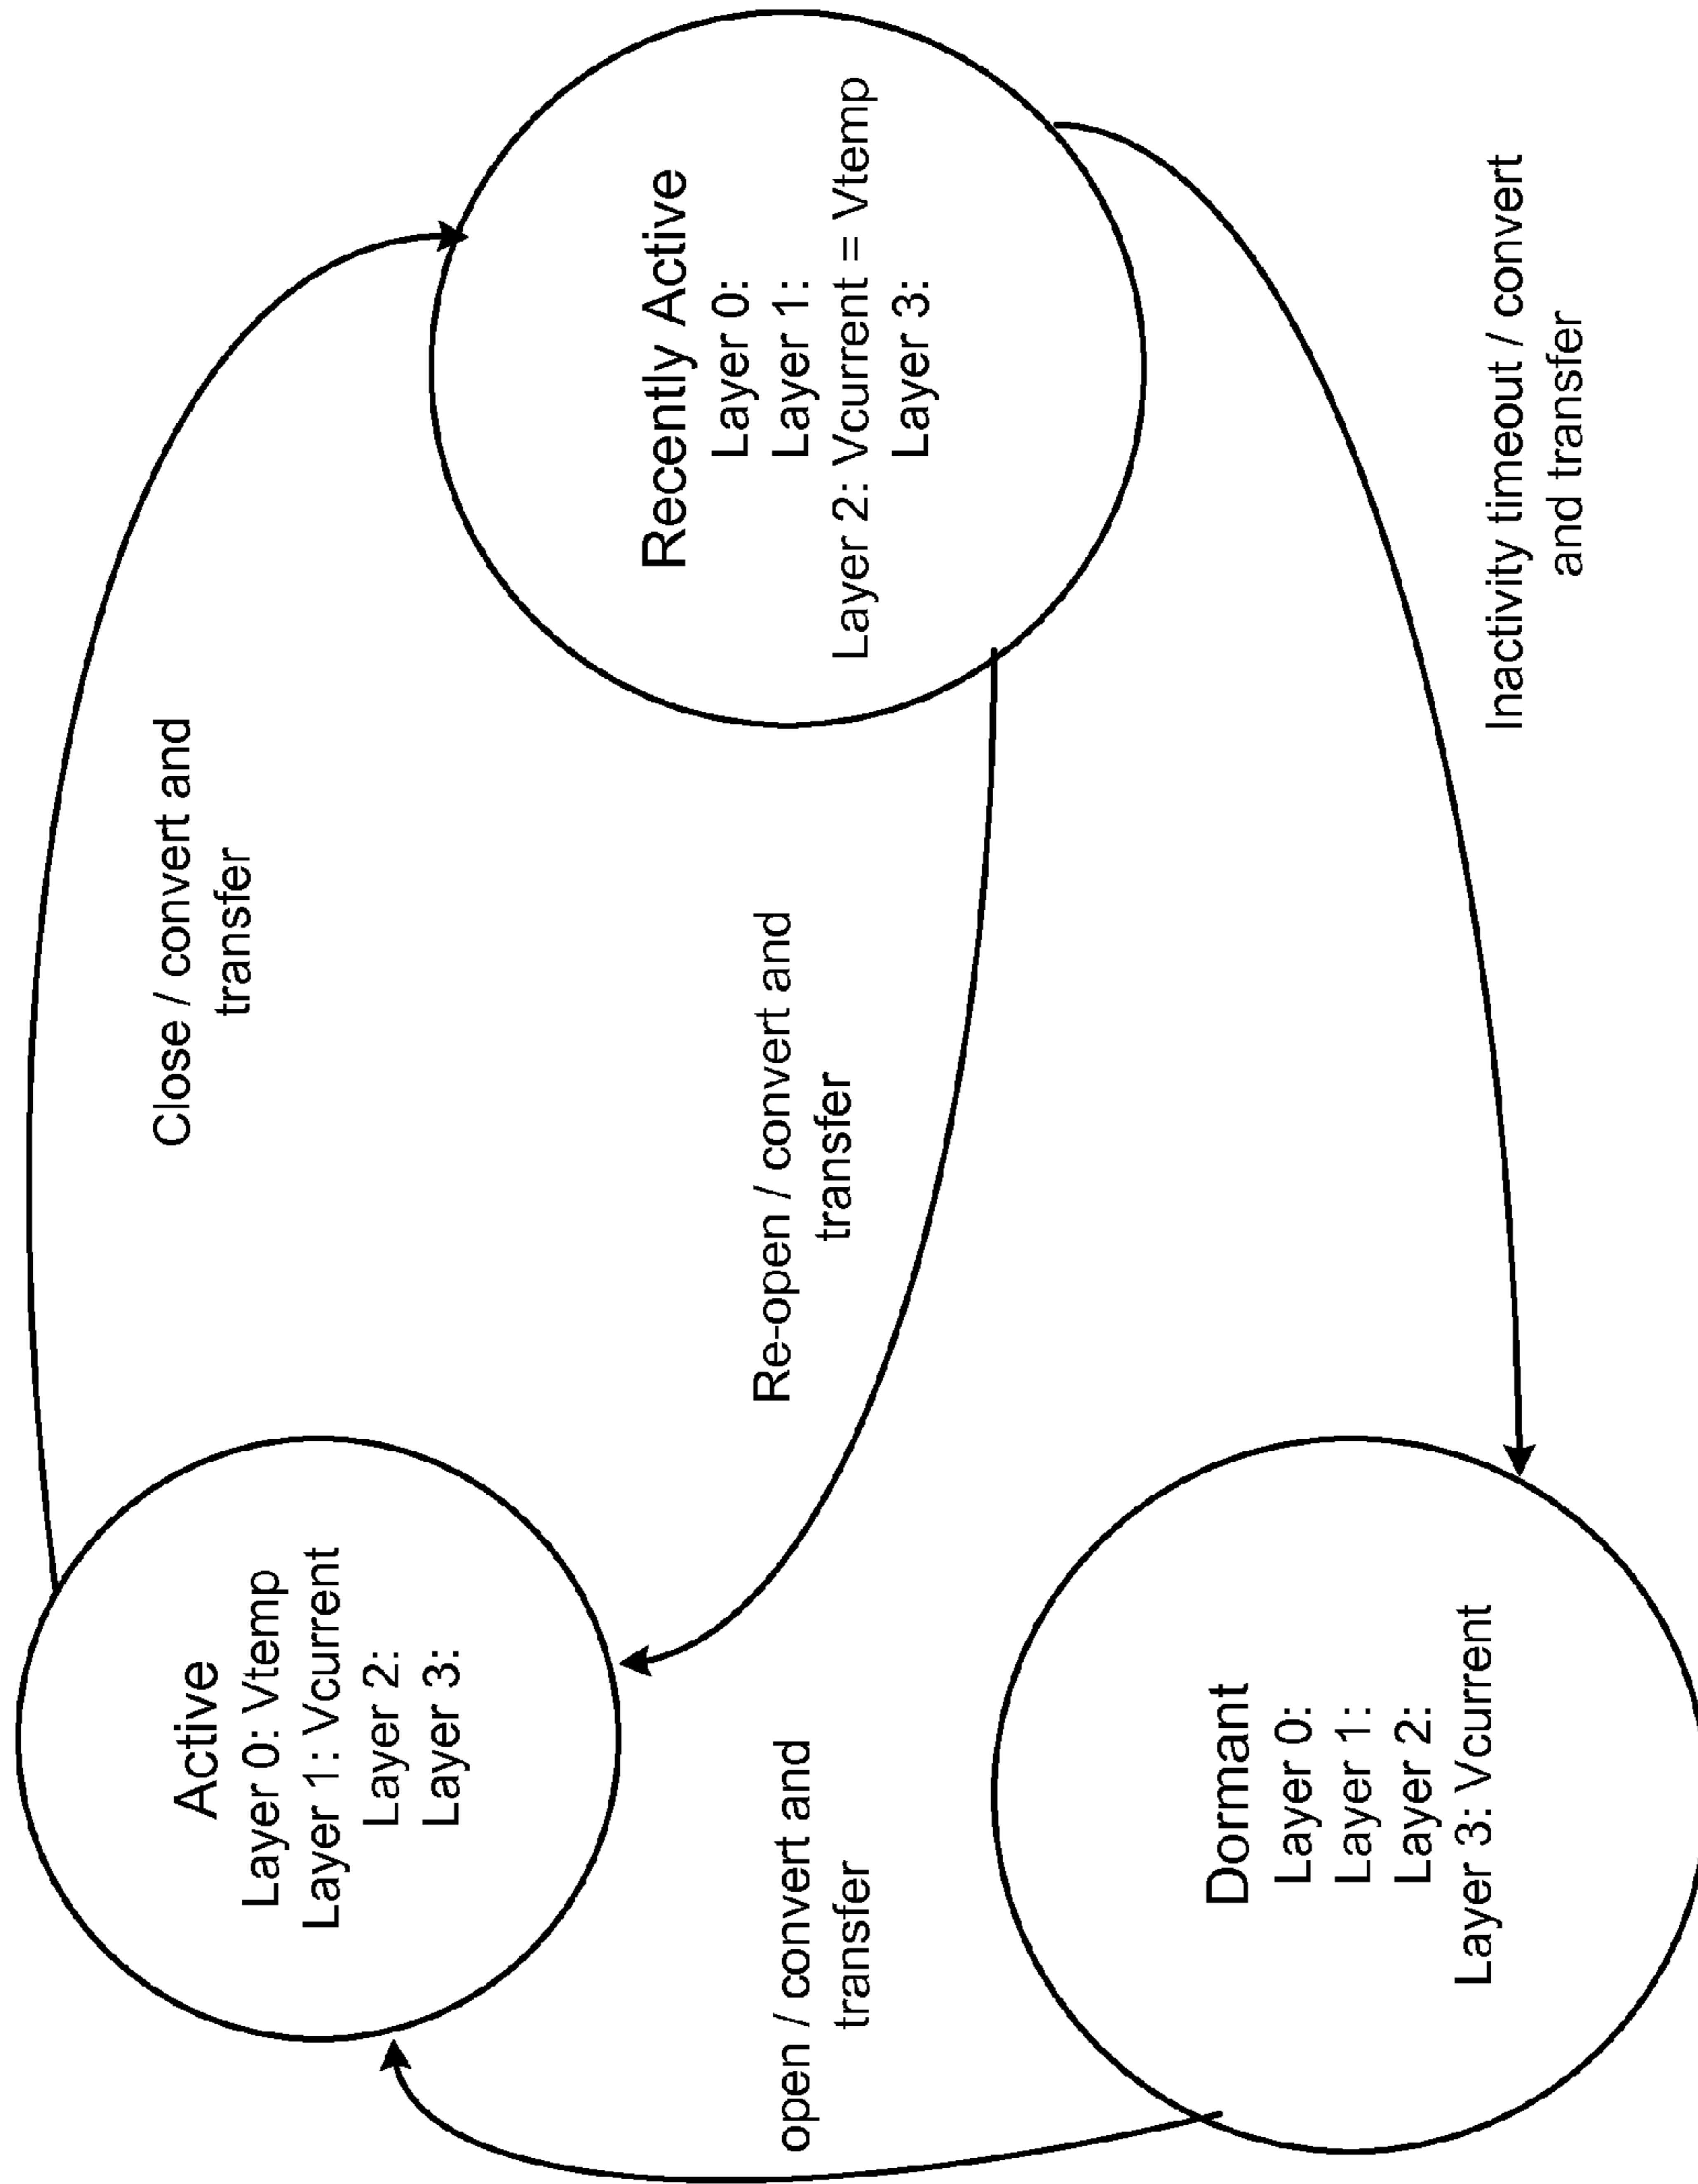 Active
Layer 0: Vtemp
Layer 1: Vcurrent
Layer 2:
Layer 3:
Close / convert and
transfer
Recently Active
Layer 0:
Layer 1:
Layer 2: Vcurrent = Vtemp
Layer 3:
Re-open / convert and
transfer
open / convert and
transfer
Dormant
Layer 0:
Layer 1:
Layer 2:
Layer 3: Vcurrent
Inactivity timeout / convert
and transfer